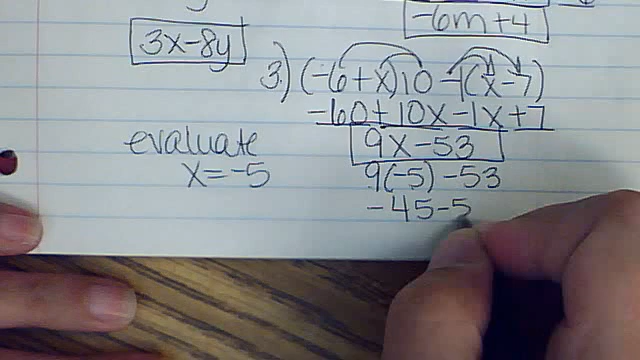 -6m+4
3x-8y
3.) (-6+x)10 -1(x-7)
-60+10x-1x+7
evaluate
9x-53
x=-5
9(-5)-53
-45-5